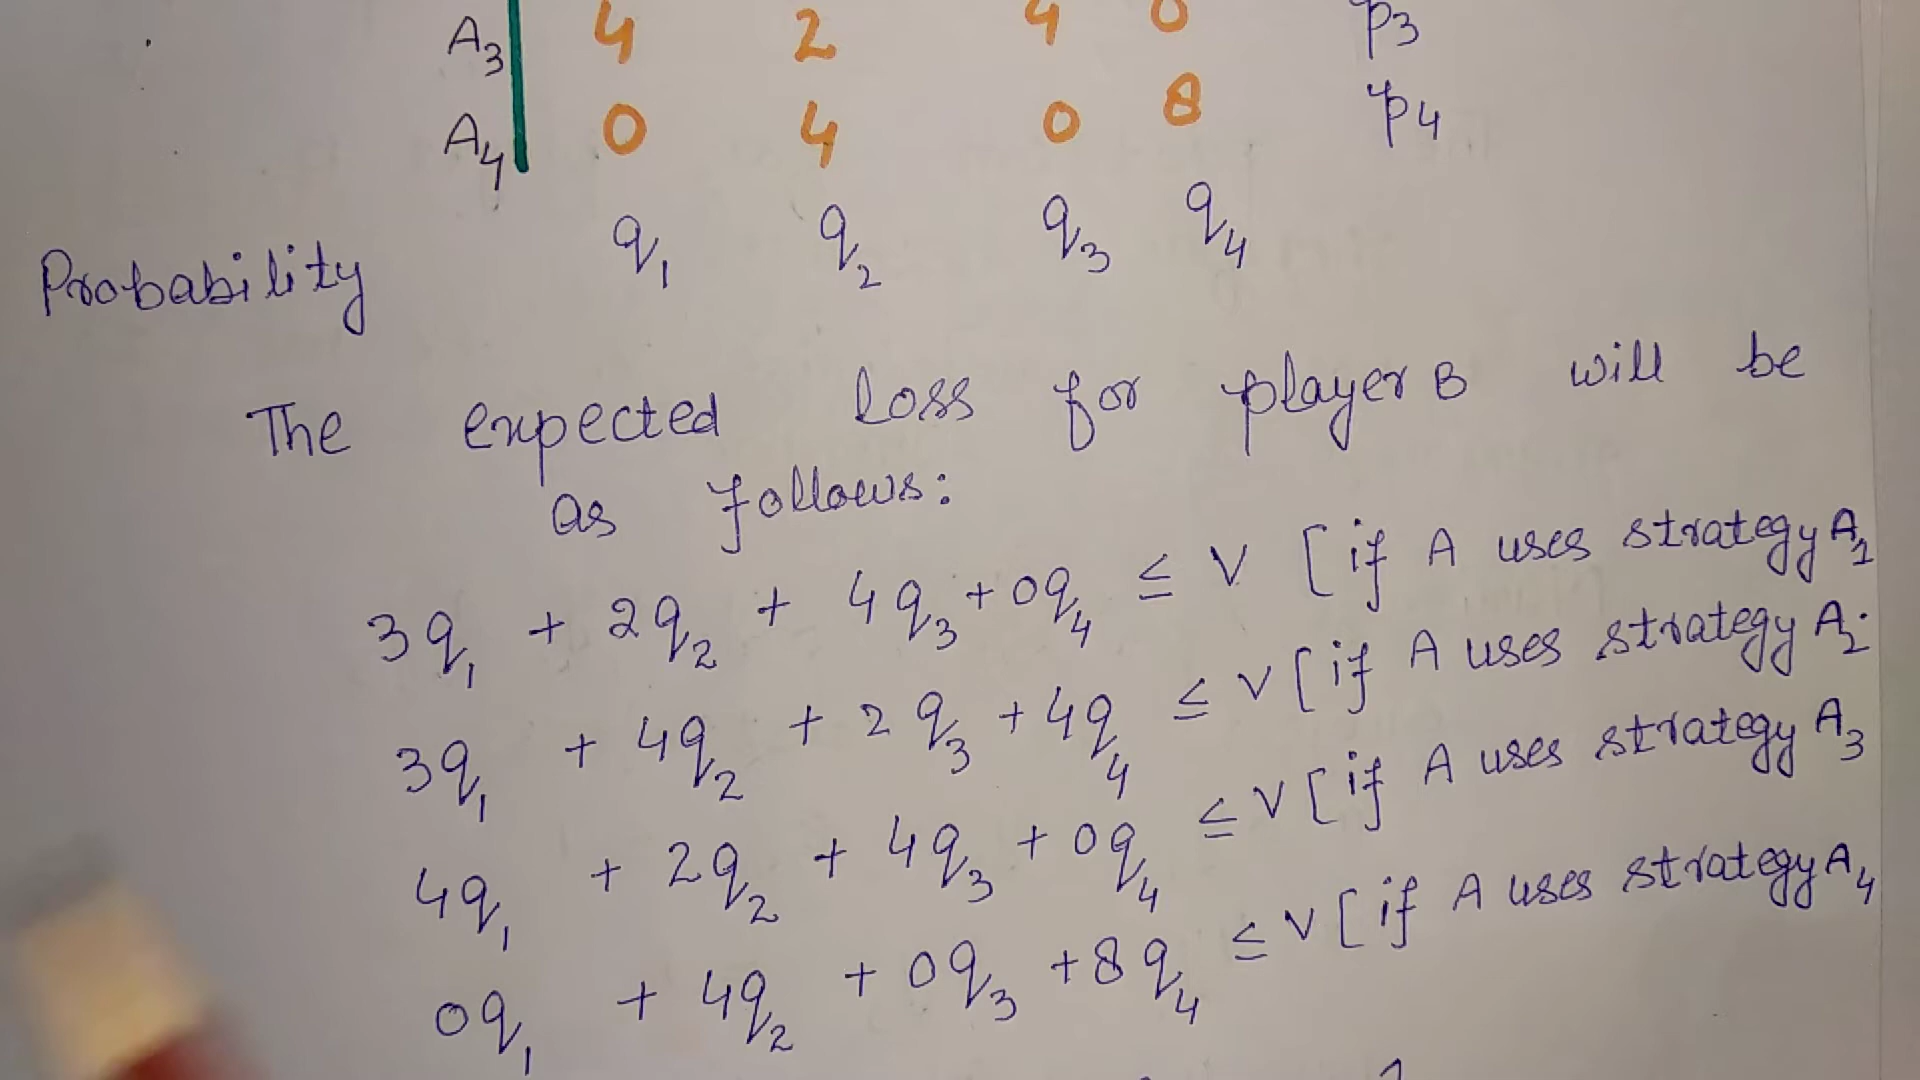 A3 4 2 4 0 p3
A4 0 4 0 8 p4
Probability q1 q2 q3 q4
The expected loss for player B will be
as follows:
3q1 + 2q2 + 4q3 + 0q4 ≤ V [if A uses strategy A1
3q1 + 4q2 + 2q3 + 4q4 ≤ V [if A uses strategy A2
4q1 + 2q2 + 4q3 + 0q4 ≤ V [if A uses strategy A3
0q1 + 4q2 + 0q3 + 8q4 ≤ V [if A uses strategy A4